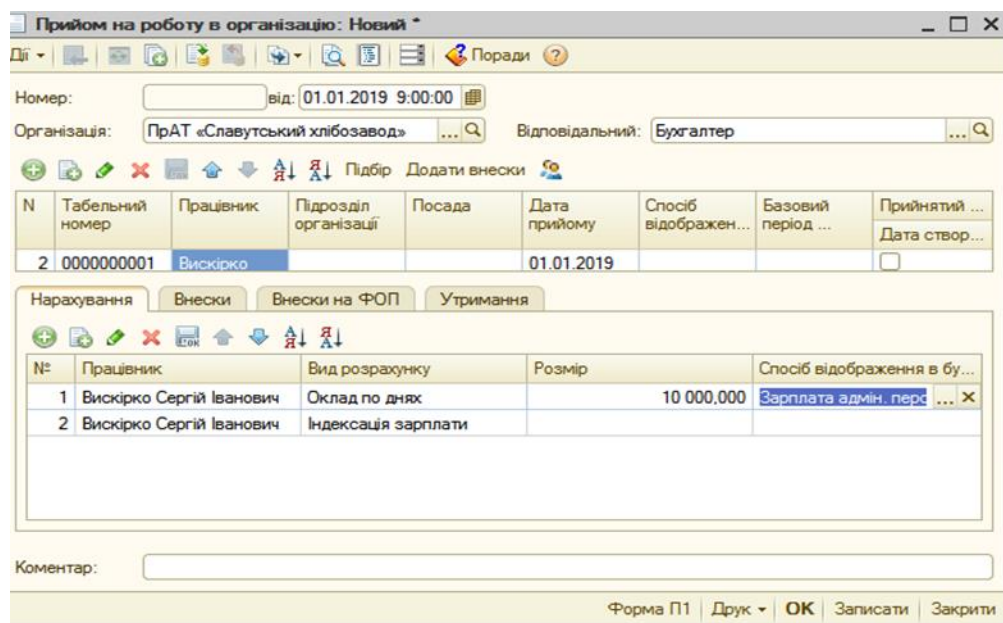 Прийом на роботу в організацію: Новий *
Дії Поради
Номер: від: 01.01.2019 9:00:00
Організація: ПрАТ «Славутський хлібозавод» ... Відповідальний: Бухгалтер ...
Підбір Додати внески
N Табельний номер Працівник Підрозділ організації Посада Дата прийому Спосіб відображен... Базовий період ... Прийнятий ...
Дата створ...
2 0000000001 Вискірко 01.01.2019
Нарахування Внески Внески на ФОП Утримання
№ Працівник Вид розрахунку Розмір Спосіб відображення в бу...
1 Вискірко Сергій Іванович Оклад по днях 10 000,000 Зарплата адмін. перс ...
2 Вискірко Сергій Іванович Індексація зарплати
Коментар:
Форма П1 Друк OK Записати Закрити